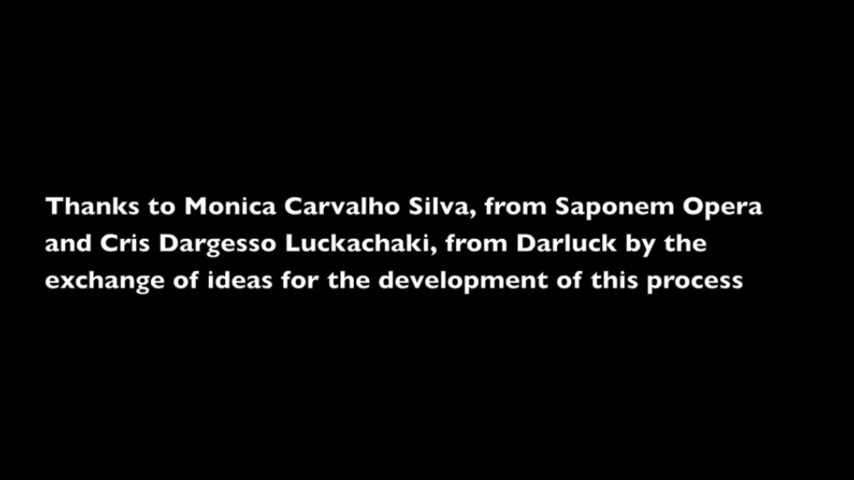 Thanks to Monica Carvalho Silva, from Saponem Opera
and Cris Dargesso Luckachaki, from Darluck by the
exchange of ideas for the development of this process